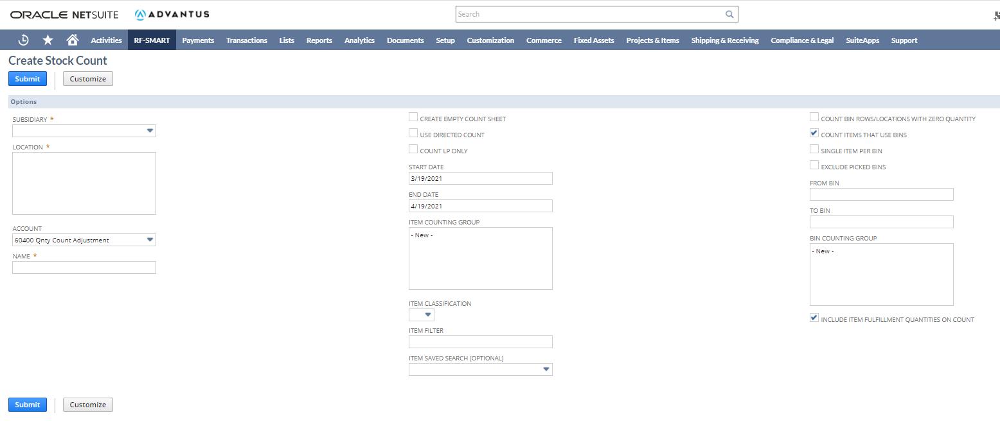 ORACLE NETSUITE
ADVANTUS
Search
Activities
RF-SMART
Payments
Transactions
Lists
Reports
Analytics
Documents
Setup
Customization
Commerce
Fixed Assets
Projects & Items
Shipping & Receiving
Compliance & Legal
SuiteApps
Support
Create Stock Count
Submit
Customize
Options
SUBSIDIARY *
LOCATION *
ACCOUNT
60400 Qnty Count Adjustment
NAME *
CREATE EMPTY COUNT SHEET
USE DIRECTED COUNT
COUNT LP ONLY
START DATE
3/19/2021
END DATE
4/19/2021
ITEM COUNTING GROUP
- New -
ITEM CLASSIFICATION
ITEM FILTER
ITEM SAVED SEARCH (OPTIONAL)
COUNT BIN ROWS/LOCATIONS WITH ZERO QUANTITY
COUNT ITEMS THAT USE BINS
SINGLE ITEM PER BIN
EXCLUDE PICKED BINS
FROM BIN
TO BIN
BIN COUNTING GROUP
- New -
INCLUDE ITEM FULFILLMENT QUANTITIES ON COUNT
Submit
Customize